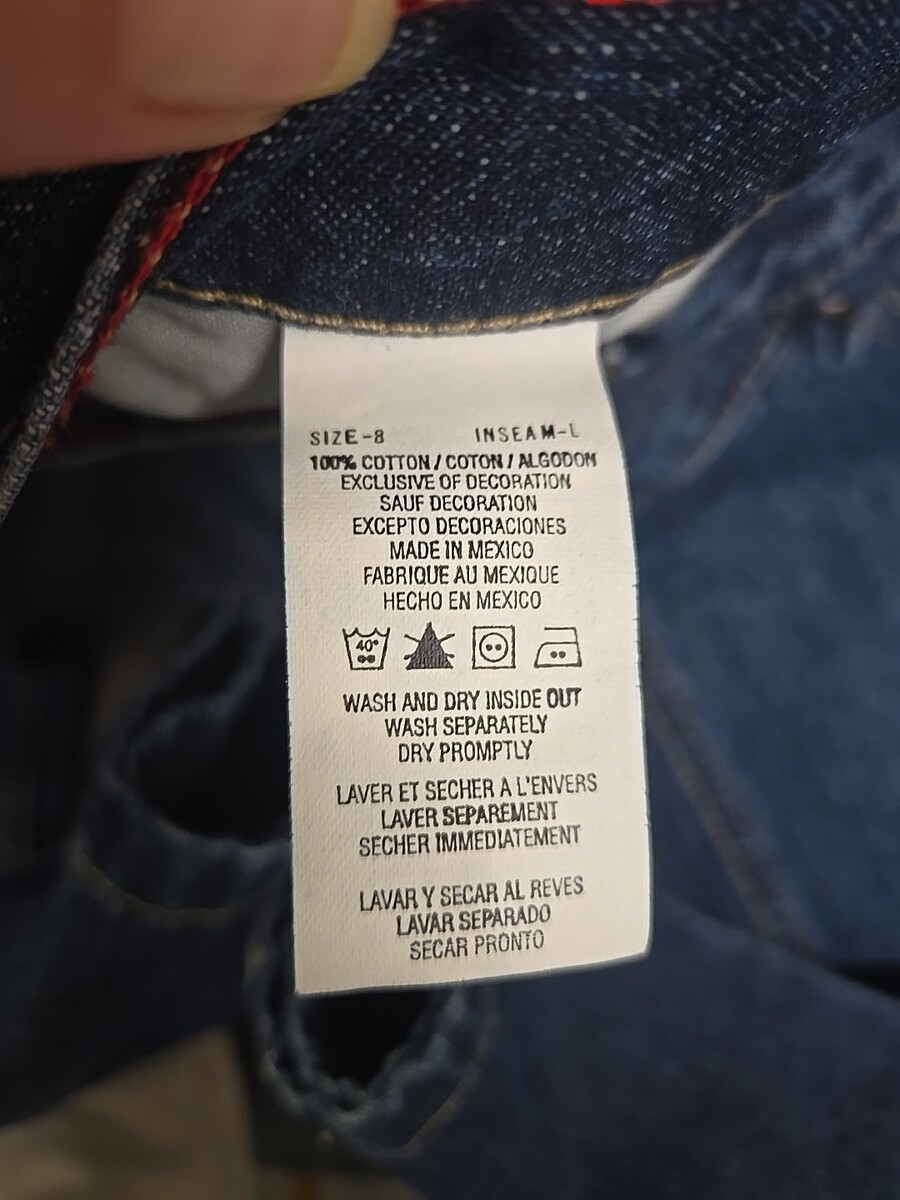 SIZE-8 INSEAM-L
100% COTTON / COTON / ALGODON
EXCLUSIVE OF DECORATION
SAUF DECORATION
EXCEPTO DECORACIONES
MADE IN MEXICO
FABRIQUE AU MEXIQUE
HECHO EN MEXICO
40°
WASH AND DRY INSIDE OUT
WASH SEPARATELY
DRY PROMPTLY
LAVER ET SECHER A L'ENVERS
LAVER SEPAREMENT
SECHER IMMEDIATEMENT
LAVAR Y SECAR AL REVES
LAVAR SEPARADO
SECAR PRONTO